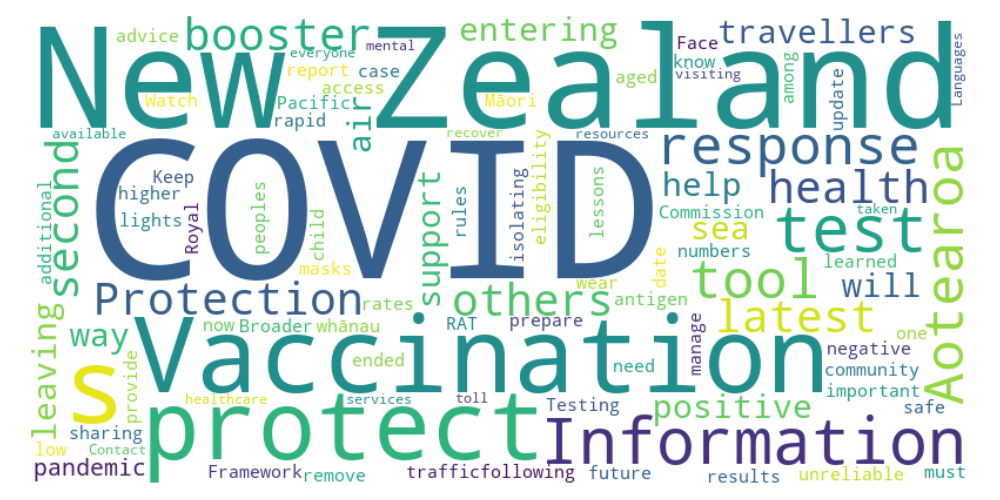 advice
booster
mental
entering
travellers
New Zealand
everyone
report
case
access
Watch
Pacific
rapid
air
Māori
Face
know
visiting
aged
among
update
Languages
available
recover
resources
COVID
response
second
Keep
higher
lights
additional
Royal
peoples
child
masks
support
rules
isolating
eligibility
lessons
help
health
Commission
taken
sea
test
numbers
learned
date
wear
tool
will
Aotearoa
Protection
rates
others
antigen
latest
way
now
Broader
whānau
RAT
prepare
manage
one
negative
leaving
s
provide
Vaccination
ended
need
community
important
healthcare
services
toll
Testing
positive
safe
sharing
low
Contact
protect
Information
pandemic
Framework
remove
traffic
following
future
results
unreliable
must